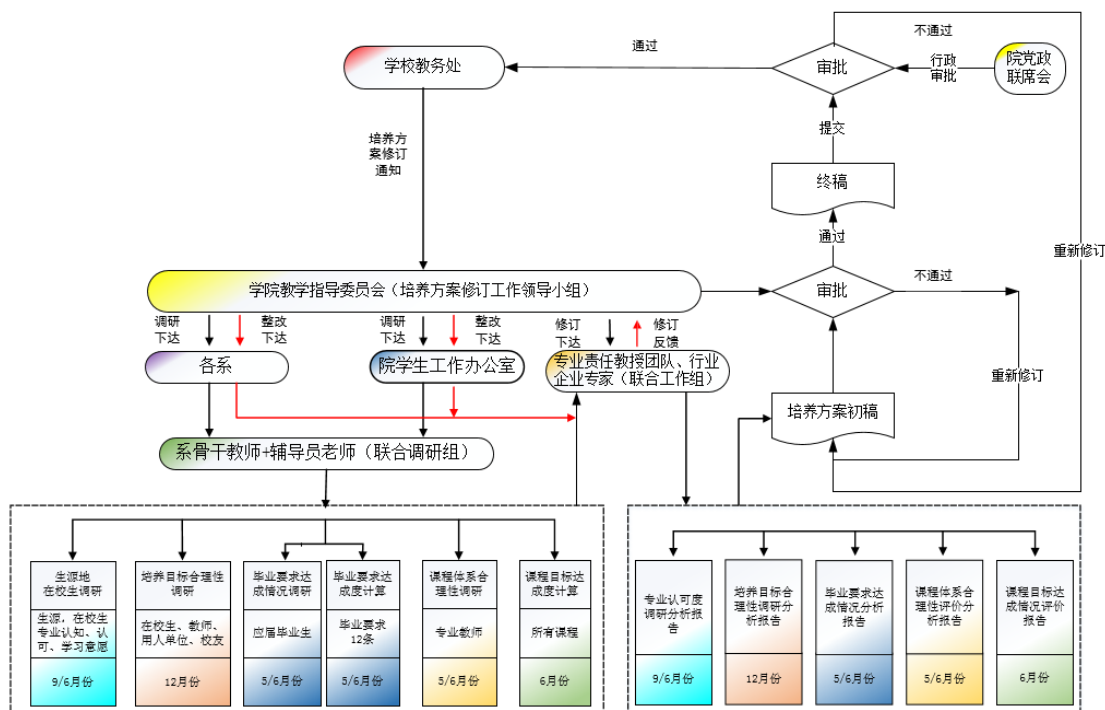 不通过
通过
学校教务处
审批
行政
审批
院党政
联席会
提交
培养方
案修订
通知
终稿
通过
重新修订
学院教学指导委员会（培养方案修订工作领导小组）
审批
不通过
调研
下达
整改
下达
调研
下达
整改
下达
修订
下达
修订
反馈
各系
院学生工作办公室
专业责任教授团队、行业
企业专家（联合工作组）
重新修订
培养方案初稿
系骨干教师+辅导员老师（联合调研组）
生源地
在校生调研
生源，在校生
专业认知、认
可、学习意愿
9/6月份
培养目标合理性
调研
在校生、教师、
用人单位、校友
12月份
毕业要求达
成情况调研
应届毕业生
5/6月份
毕业要求达
成度计算
毕业要求
12条
5/6月份
课程体系合
理性调研
专业教师
5/6月份
课程目标达
成度计算
所有课程
6月份
专业认可度
调研分析报
告
9/6月份
培养目标合
理性调研分
析报告
12月份
毕业要求达
成情况分析
报告
5/6月份
课程体系合
理性评价分
析报告
5/6月份
课程目标达
成情况评价
报告
6月份